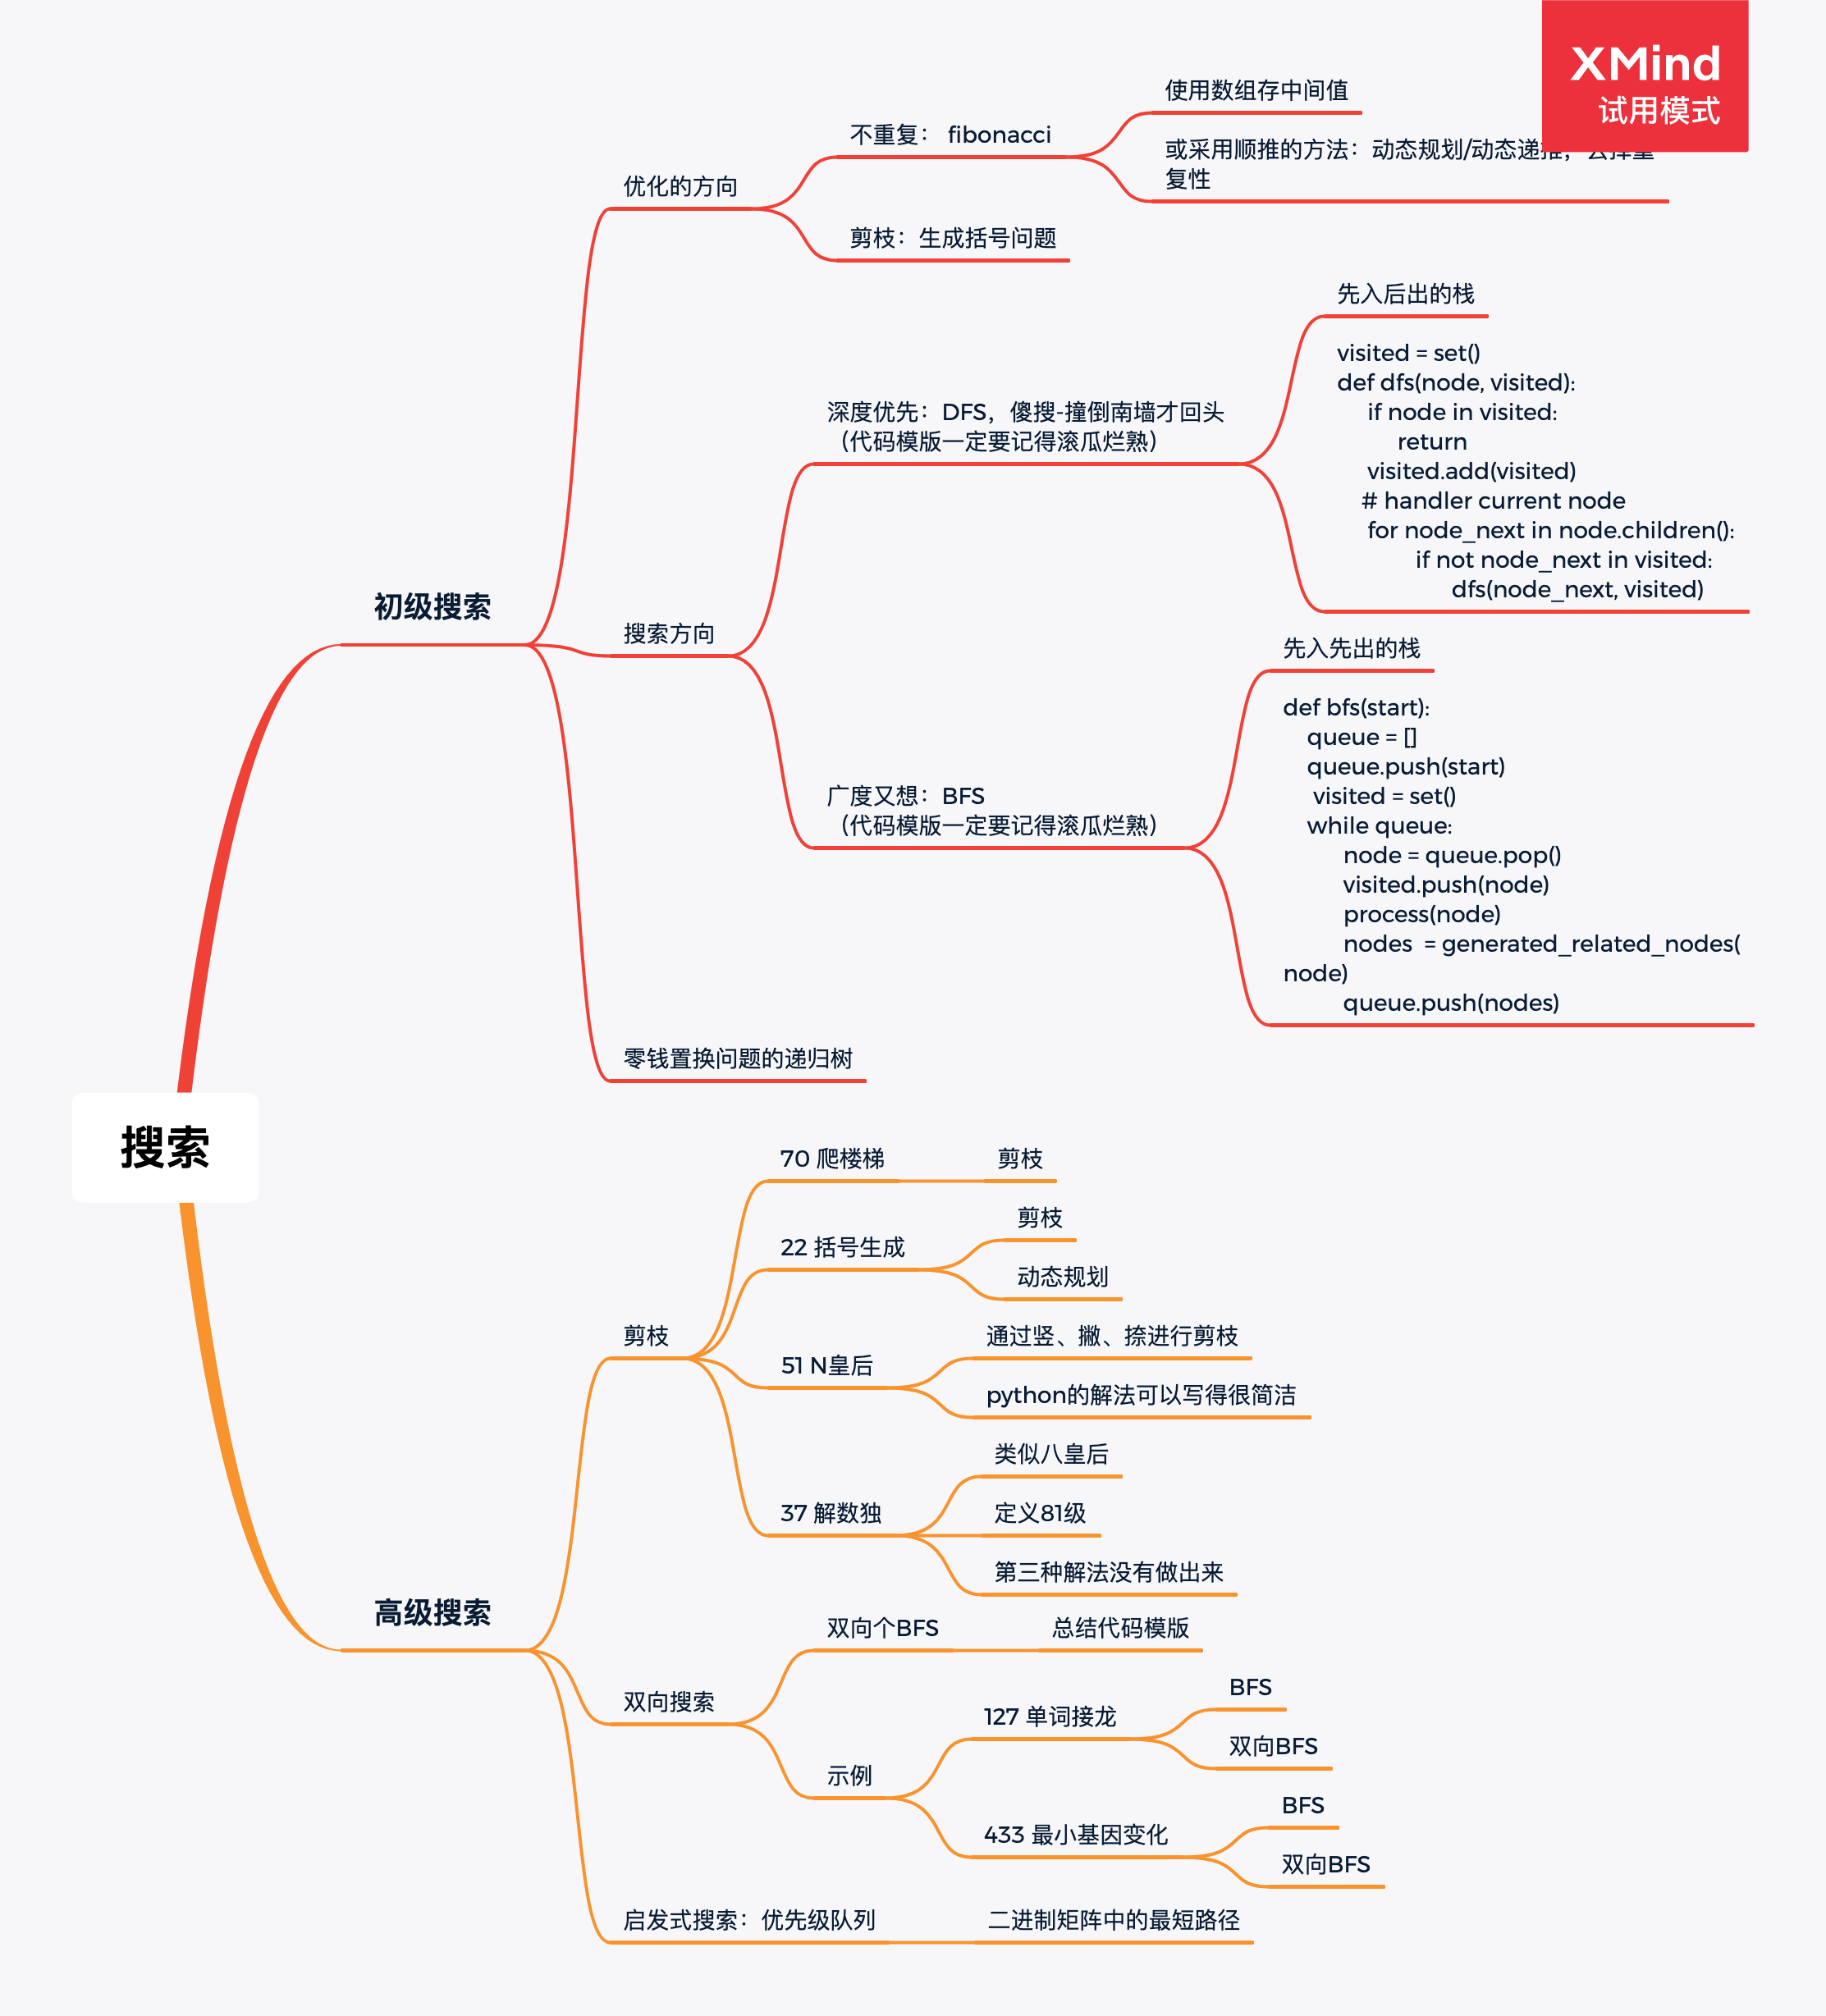 XMind
试用模式
使用数组存中间值
不重复： fibonacci
或采用顺推的方法：动态规划/动态递推，去掉重
复性
优化的方向
剪枝：生成括号问题
先入后出的栈
visited = set()
def dfs(node, visited):
if node in visited:
return
visited.add(visited)
# handler current node
for node_next in node.children():
if not node_next in visited:
dfs(node_next, visited)
深度优先：DFS，傻搜-撞倒南墙才回头
（代码模版一定要记得滚瓜烂熟）
初级搜索
搜索方向
先入先出的栈
def bfs(start):
queue = []
queue.push(start)
visited = set()
while queue:
node = queue.pop()
visited.push(node)
process(node)
nodes  = generated_related_nodes(
node)
queue.push(nodes)
广度又想：BFS
（代码模版一定要记得滚瓜烂熟）
零钱置换问题的递归树
搜索
70 爬楼梯
剪枝
22 括号生成
剪枝
动态规划
剪枝
51 N皇后
通过竖、撇、捺进行剪枝
python的解法可以写得很简洁
37 解数独
类似八皇后
定义81级
第三种解法没有做出来
高级搜索
双向个BFS
总结代码模版
双向搜索
示例
127 单词接龙
BFS
双向BFS
433 最小基因变化
BFS
双向BFS
启发式搜索：优先级队列
二进制矩阵中的最短路径